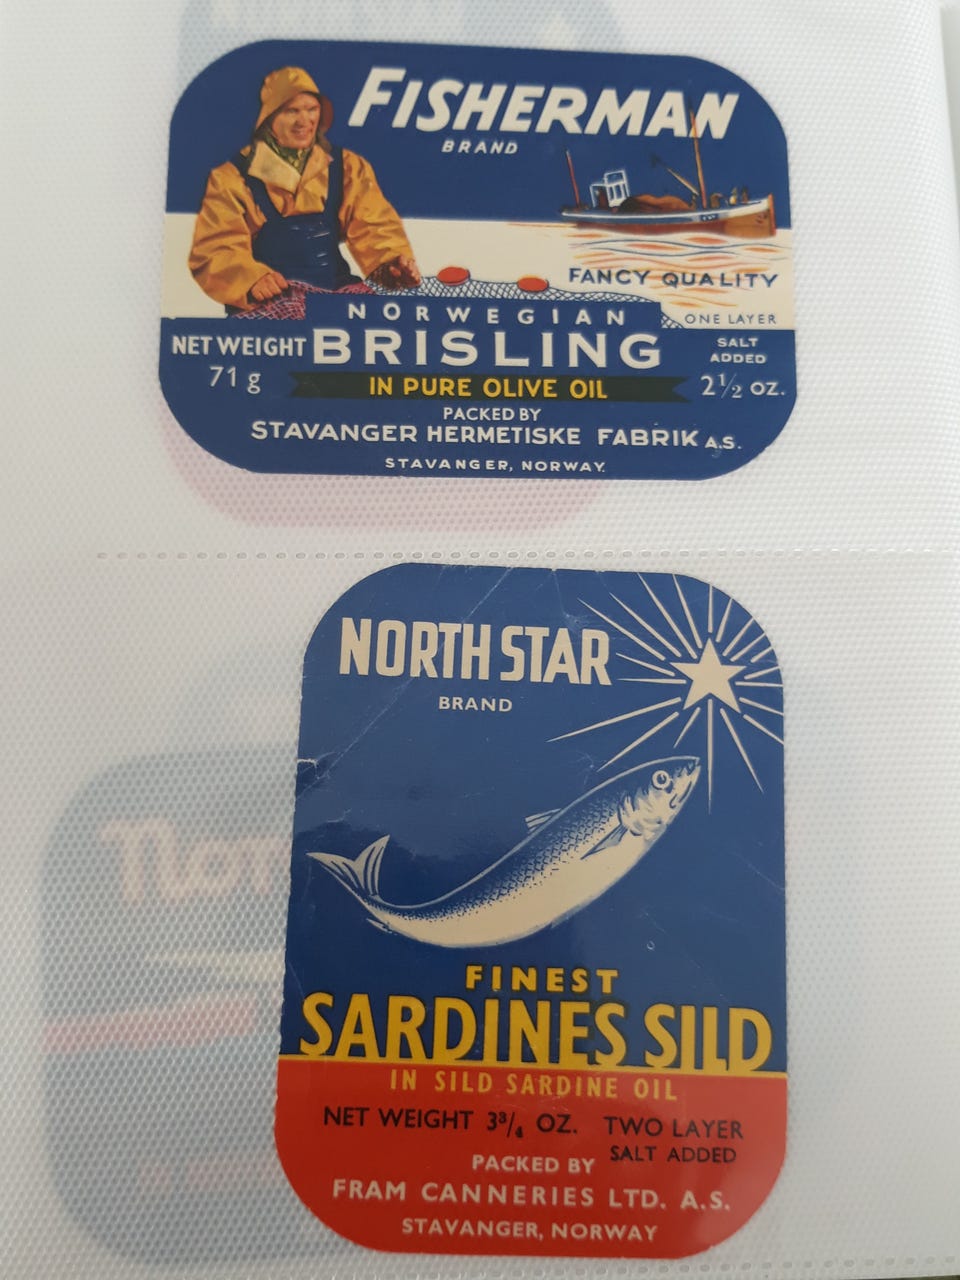 FISHERMAN
BRAND
FANCY QUALITY
ONE LAYER
NORWEGIAN
NET WEIGHT BRISLING SALT ADDED
71 g IN PURE OLIVE OIL 2½ OZ.
PACKED BY
STAVANGER HERMETISKE FABRIK A.S.
STAVANGER, NORWAY.
NORTH STAR
BRAND
FINEST
SARDINES SILD
IN SILD SARDINE OIL
NET WEIGHT 3¾ OZ. TWO LAYER
SALT ADDED
PACKED BY
FRAM CANNERIES LTD. A.S.
STAVANGER, NORWAY